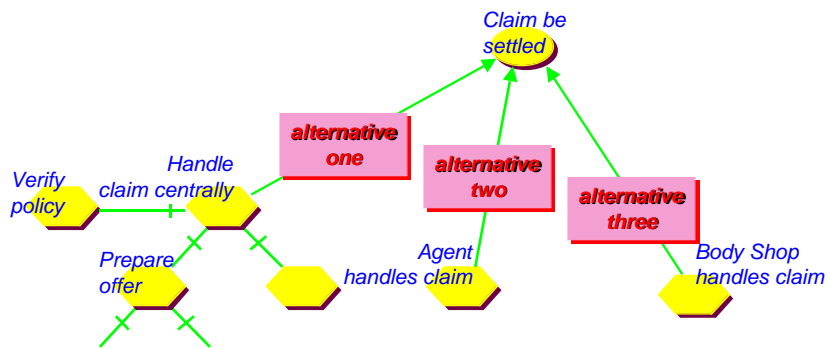 Claim be
settled
alternative
one
alternative
two
alternative
three
Handle
claim centrally
Verify
policy
Prepare
offer
Agent
handles claim
Body Shop
handles claim